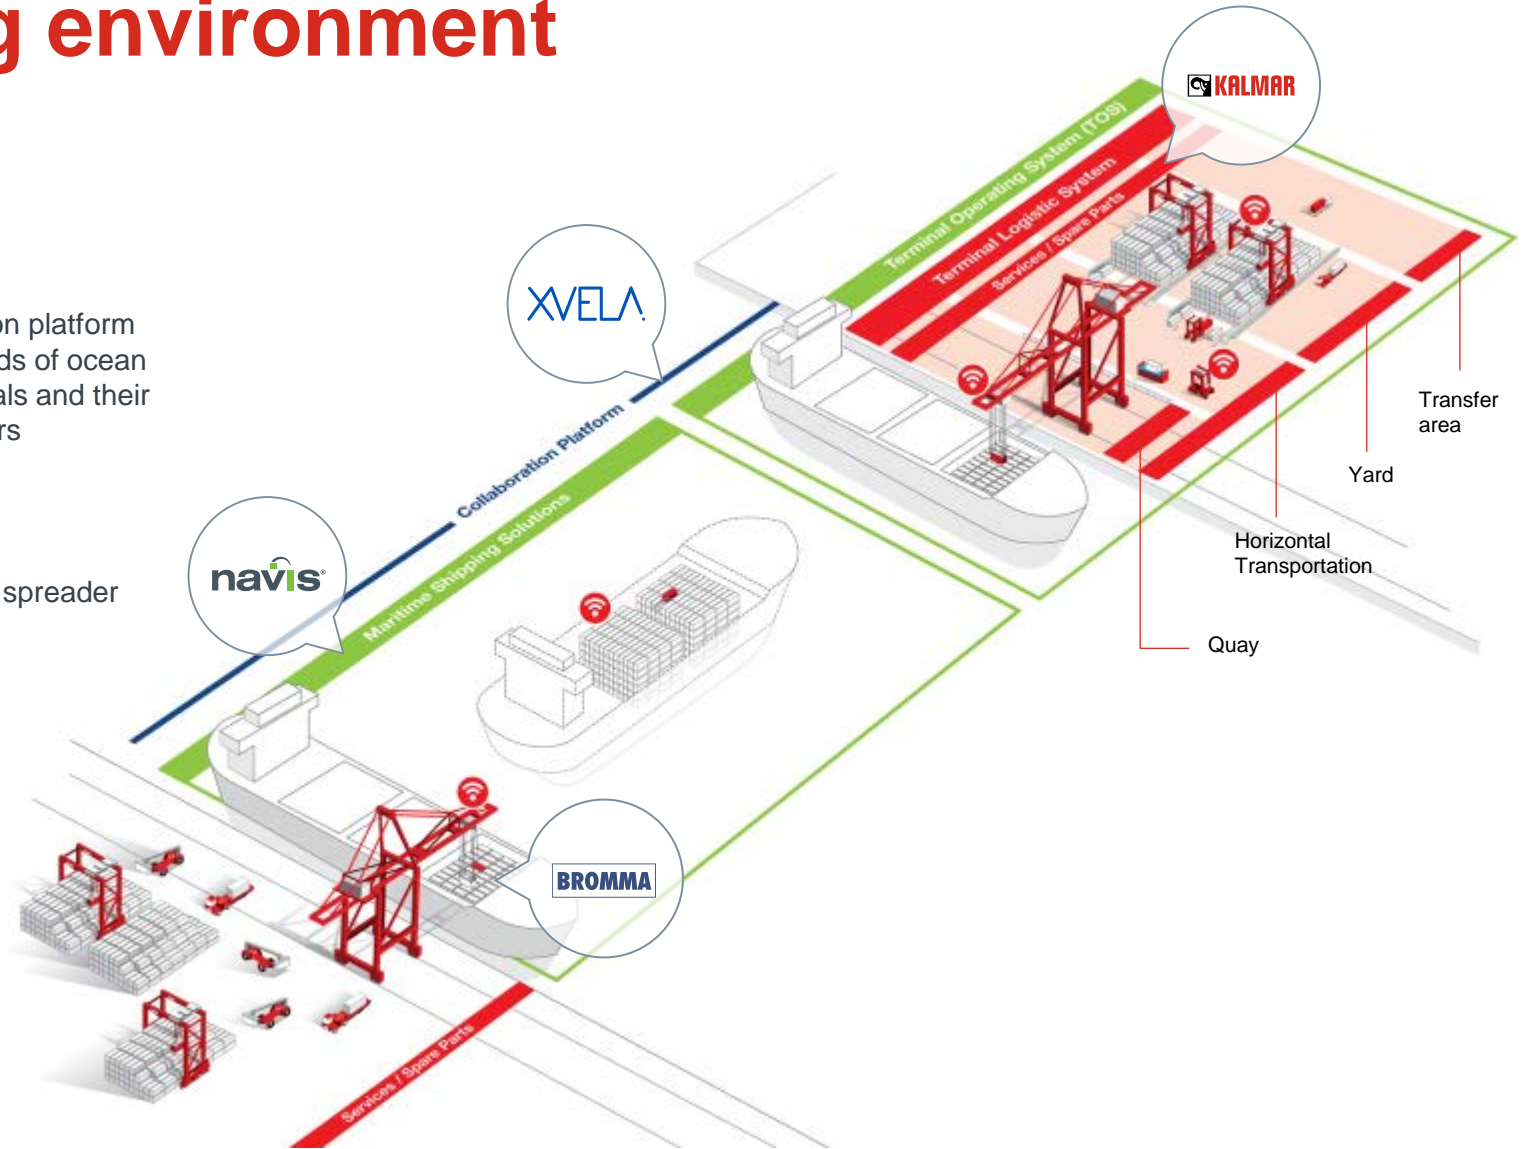 g environment
KALMAR
Terminal Operating System (TOS)
Terminal Logistic System
Services / Spare Parts
XVELA
on platform
ds of ocean
als and their
rs
Collaboration Platform
Transfer
area
Yard
Maritime Shipping Solutions
navis
Horizontal
Transportation
spreader
Quay
BROMMA
Services / Spare Parts